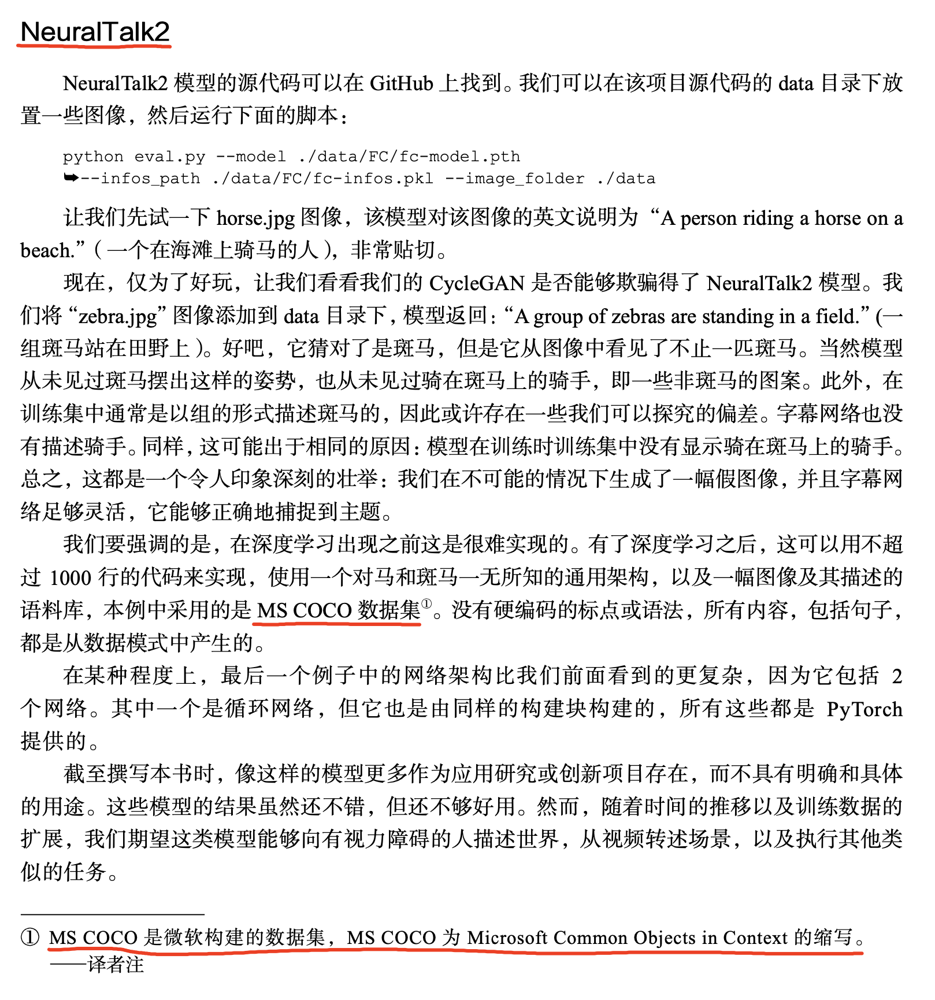 NeuralTalk2
NeuralTalk2 模型的源代码可以在 GitHub 上找到。我们可以在该项目源代码的 data 目录下放
置一些图像，然后运行下面的脚本：
python eval.py --model ./data/FC/fc-model.pth
➥--infos_path ./data/FC/fc-infos.pkl --image_folder ./data
让我们先试一下 horse.jpg 图像，该模型对该图像的英文说明为“A person riding a horse on a
beach.”（一个在海滩上骑马的人），非常贴切。
现在，仅为了好玩，让我们看看我们的 CycleGAN 是否能够欺骗得了 NeuralTalk2 模型。我
们将“zebra.jpg”图像添加到 data 目录下，模型返回：“A group of zebras are standing in a field.”(一
组斑马站在田野上）。好吧，它猜对了是斑马，但是它从图像中看见了不止一匹斑马。当然模型
从未见过斑马摆出这样的姿势，也从未见过骑在斑马上的骑手，即一些非斑马的图案。此外，在
训练集中通常是以组的形式描述斑马的，因此或许存在一些我们可以探究的偏差。字幕网络也没
有描述骑手。同样，这可能出于相同的原因：模型在训练时训练集中没有显示骑在斑马上的骑手。
总之，这都是一个令人印象深刻的壮举：我们在不可能的情况下生成了一幅假图像，并且字幕网
络足够灵活，它能够正确地捕捉到主题。
我们要强调的是，在深度学习出现之前这是很难实现的。有了深度学习之后，这可以用不超
过 1000 行的代码来实现，使用一个对马和斑马一无所知的通用架构，以及一幅图像及其描述的
语料库，本例中采用的是 MS COCO 数据集①。没有硬编码的标点或语法，所有内容，包括句子，
都是从数据模式中产生的。
在某种程度上，最后一个例子中的网络架构比我们前面看到的更复杂，因为它包括 2
个网络。其中一个是循环网络，但它也是由同样的构建块构建的，所有这些都是 PyTorch
提供的。
截至撰写本书时，像这样的模型更多作为应用研究或创新项目存在，而不具有明确和具体
的用途。这些模型的结果虽然还不错，但还不够好用。然而，随着时间的推移以及训练数据的
扩展，我们期望这类模型能够向有视力障碍的人描述世界，从视频转述场景，以及执行其他类
似的任务。
① MS COCO 是微软构建的数据集，MS COCO 为 Microsoft Common Objects in Context 的缩写。
——译者注